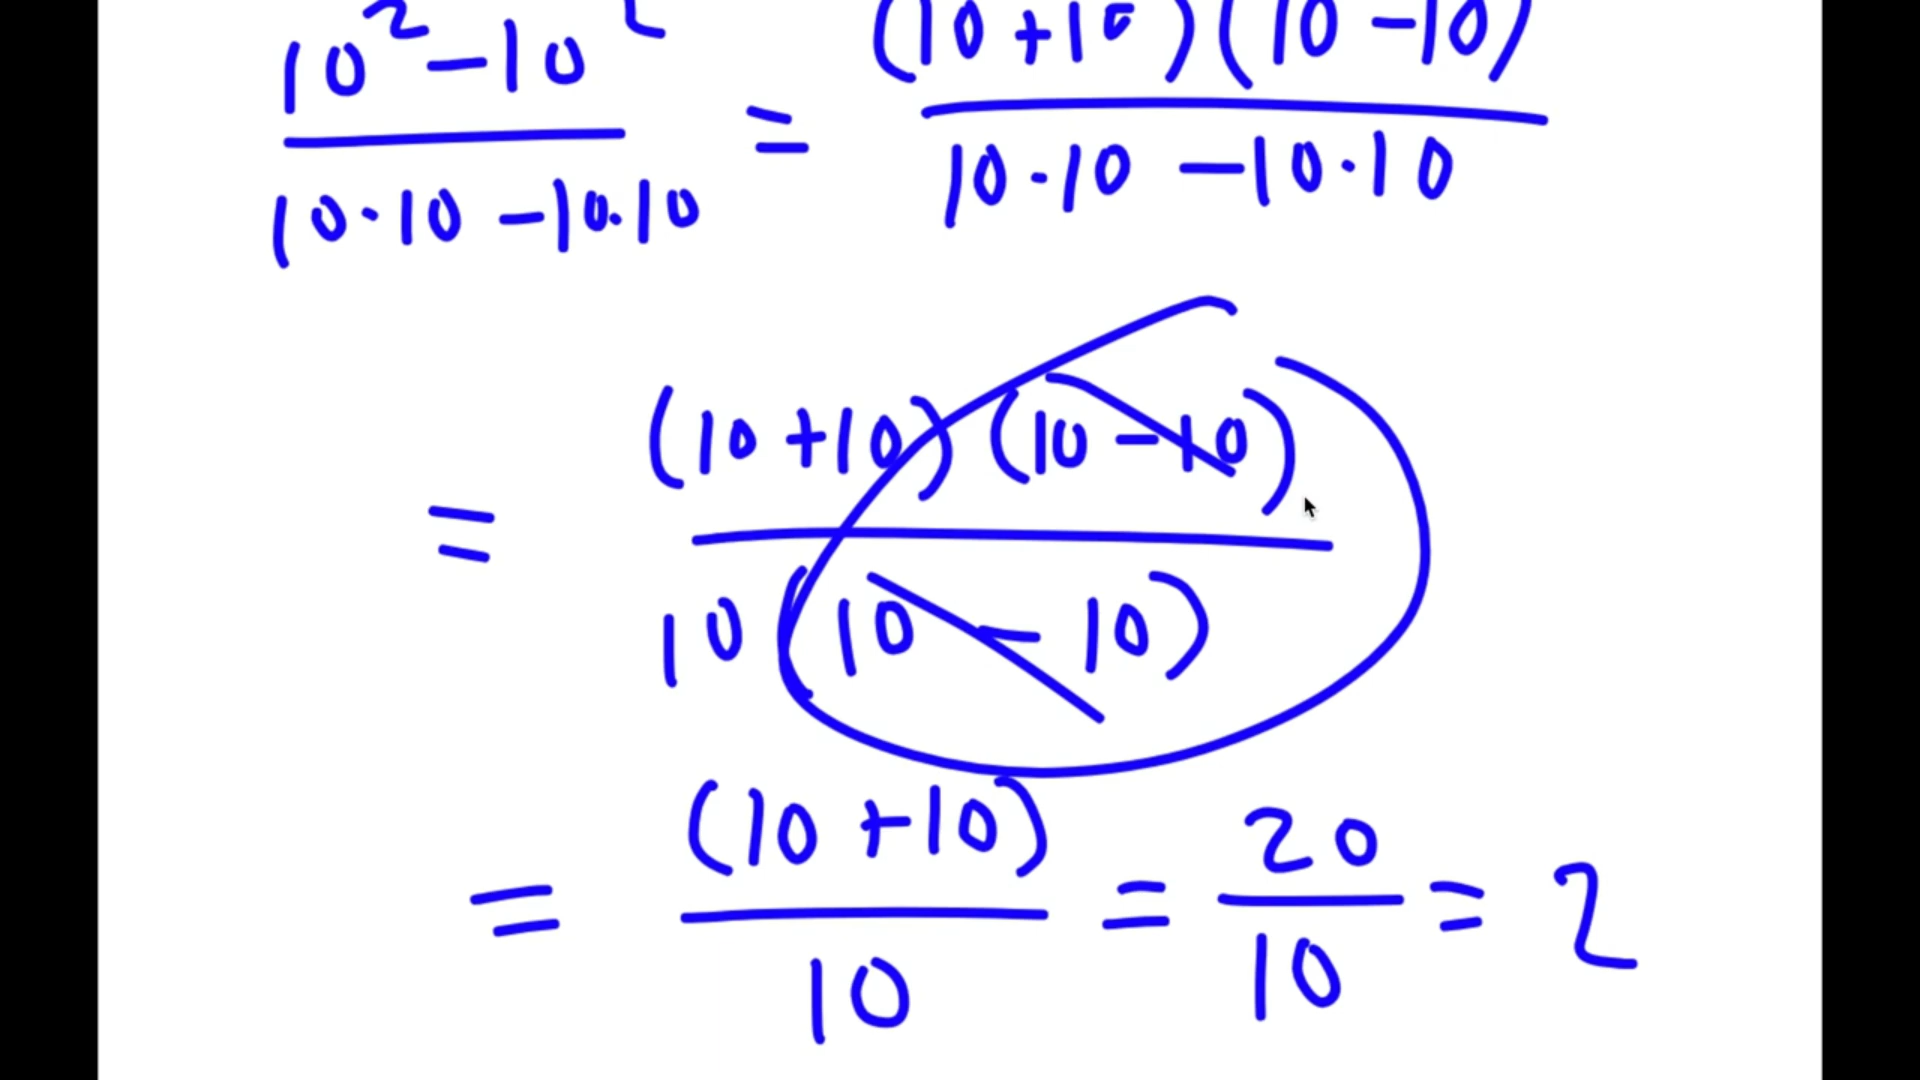 10² - 10² = (10 + 10)(10 - 10)
10·10 - 10·10   10·10 - 10·10
= (10 + 10)(10 - 10)
10(10 - 10)
= (10 + 10) = 20 = 2
10   10